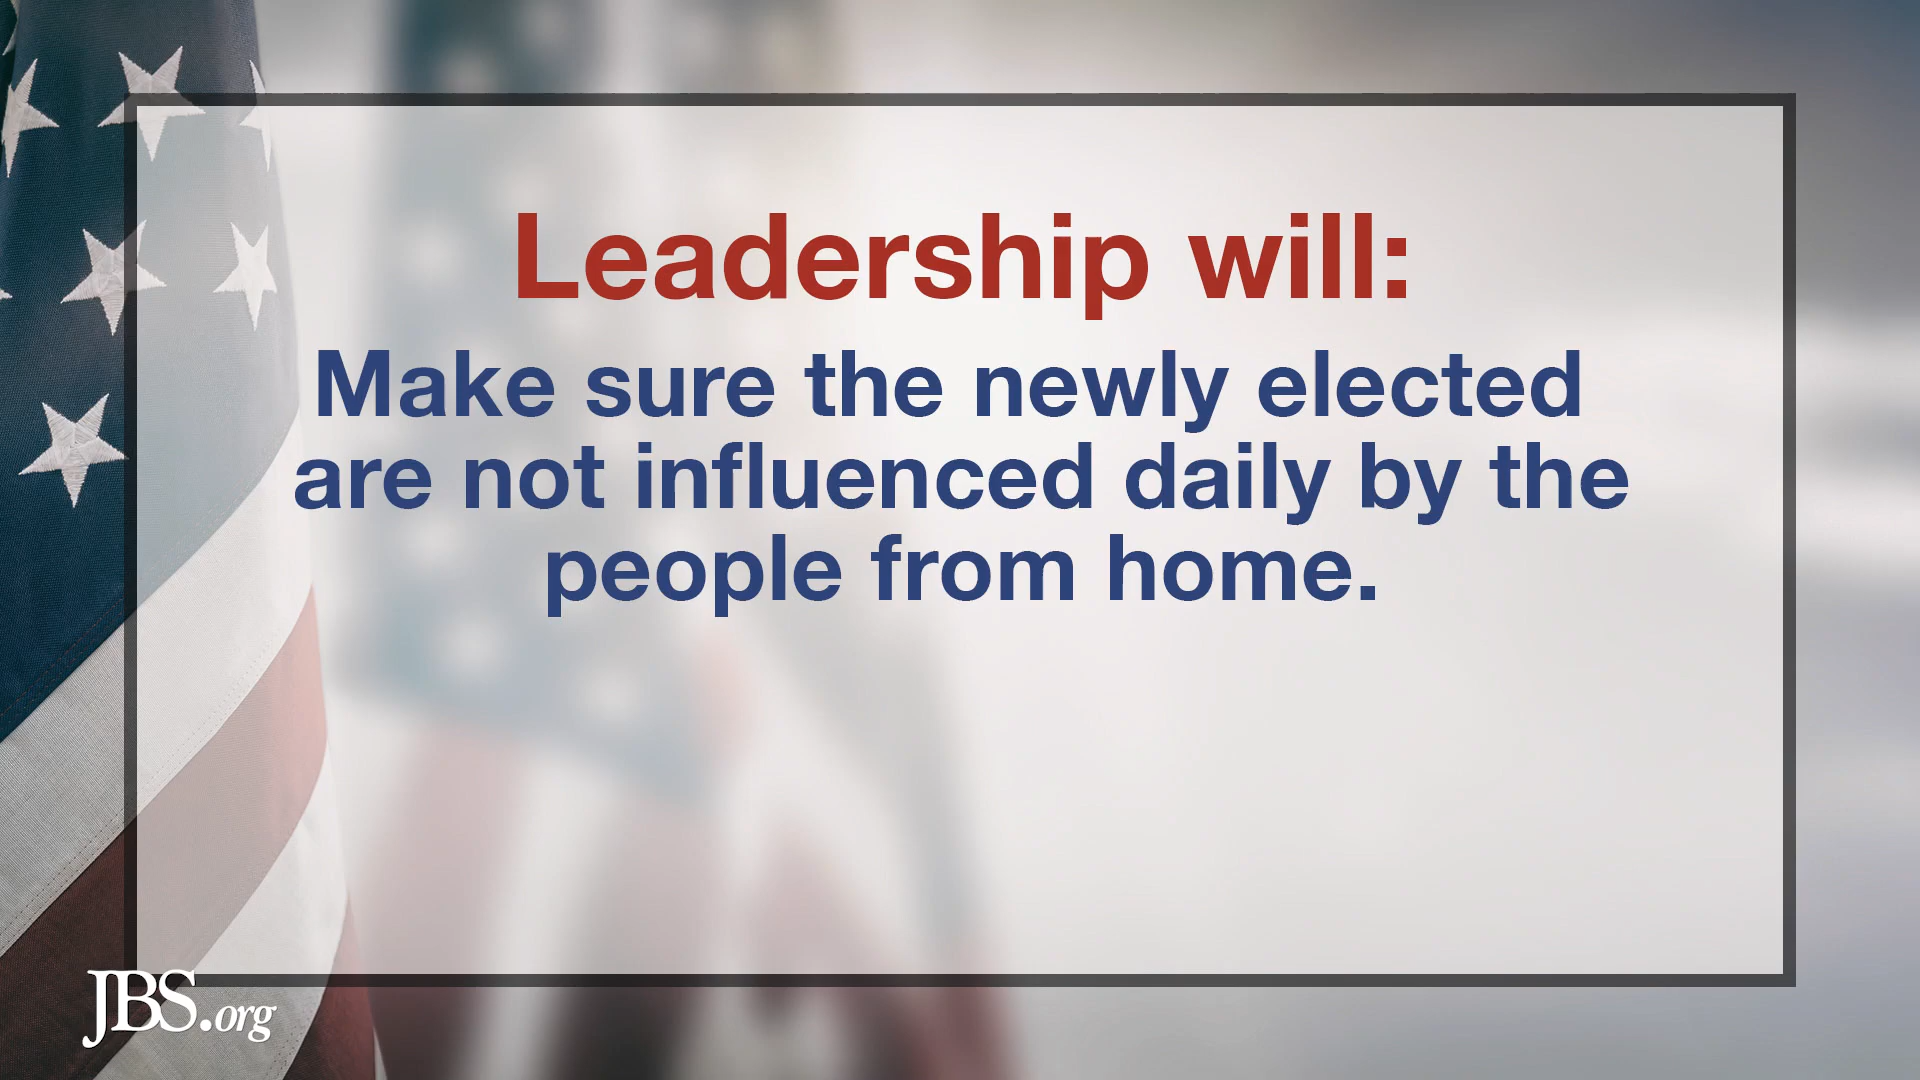 Leadership will:
Make sure the newly elected
are not influenced daily by the
people from home.
JBS.org